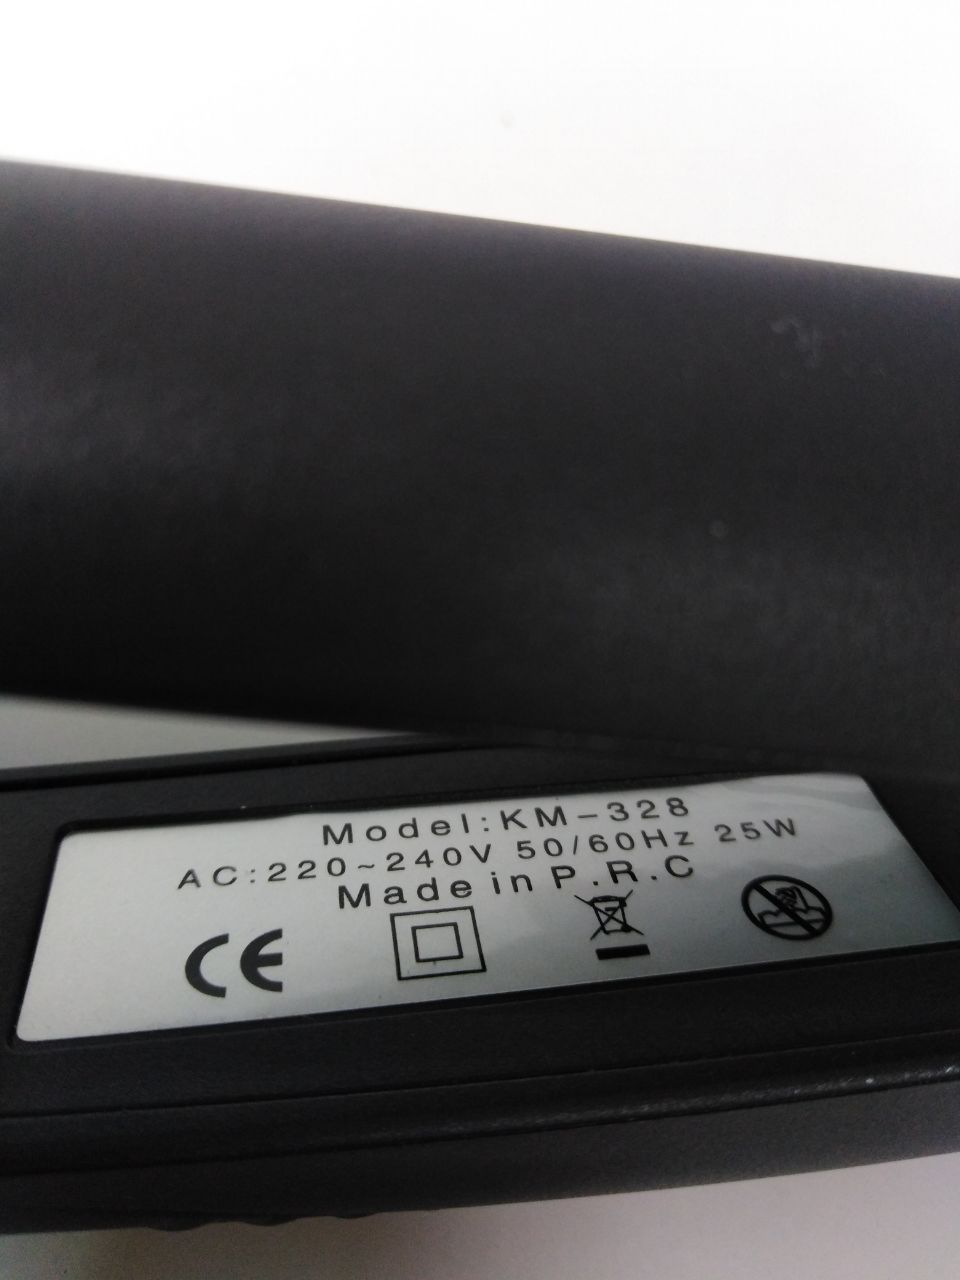 Model:KM-328
AC:220~240V 50/60Hz 25W
Made in P.R.C
CE